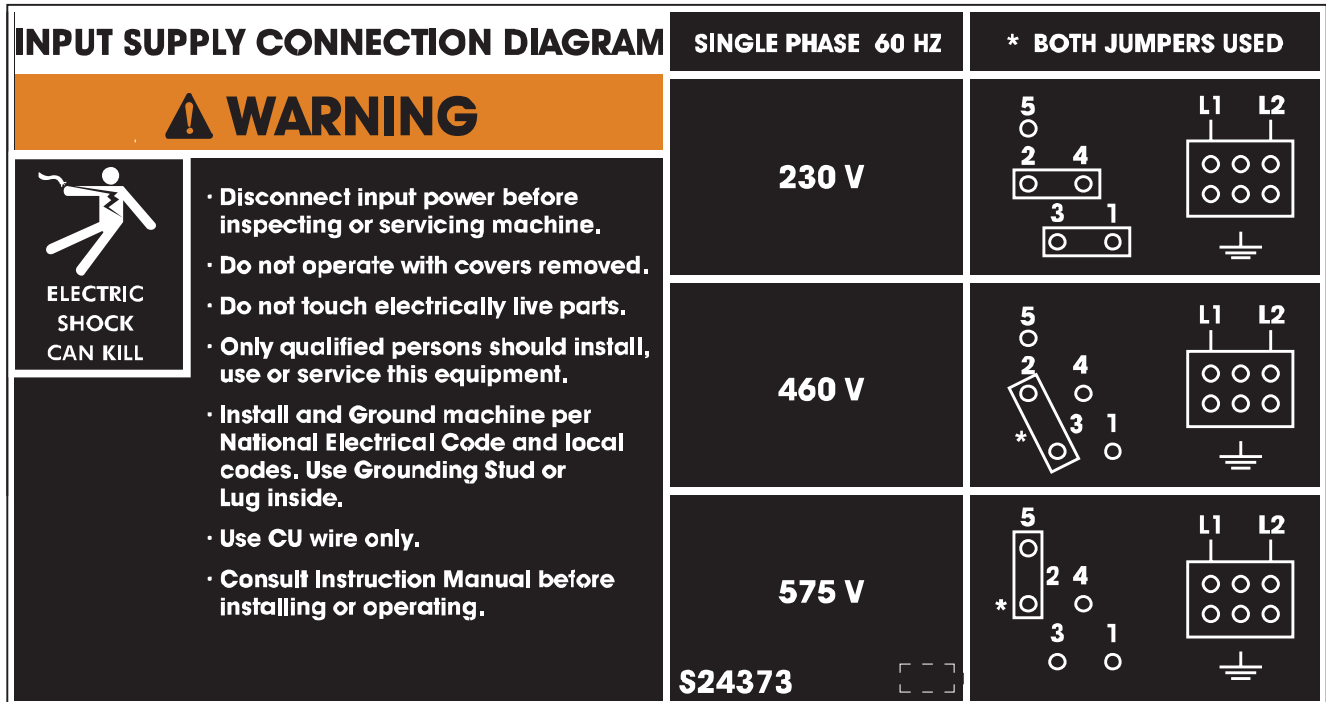 INPUT SUPPLY CONNECTION DIAGRAM
WARNING
ELECTRIC
SHOCK
CAN KILL
· Disconnect input power before
inspecting or servicing machine.
· Do not operate with covers removed.
· Do not touch electrically live parts.
· Only qualified persons should install,
use or service this equipment.
· Install and Ground machine per
National Electrical Code and local
codes. Use Grounding Stud or
Lug inside.
· Use CU wire only.
· Consult Instruction Manual before
installing or operating.
SINGLE PHASE 60 HZ
* BOTH JUMPERS USED
230 V
5
2 4
3 1
L1 L2
460 V
5
2 4
* 3 1
L1 L2
575 V
5
2 4
*
3 1
L1 L2
S24373